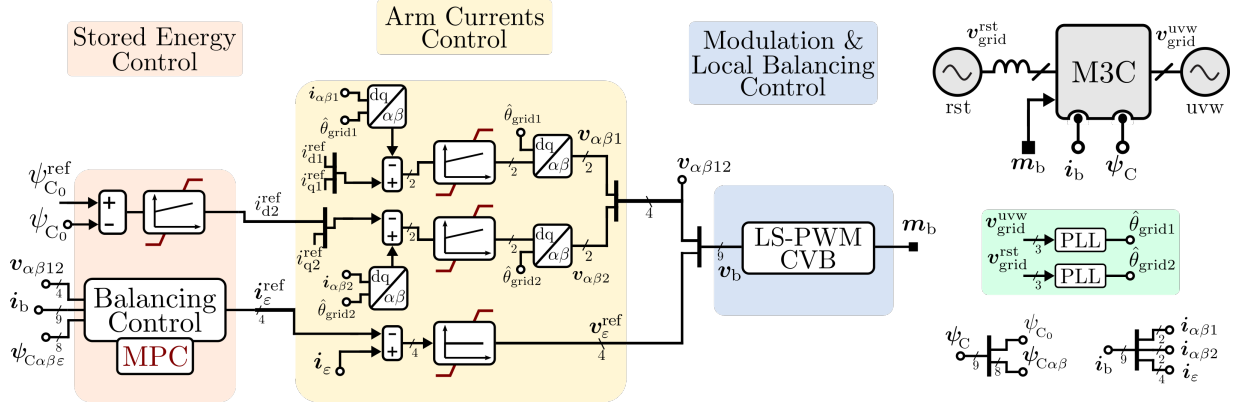 Stored Energy
Control
Arm Currents
Control
Modulation &
Local Balancing
Control
v_grid^rst
v_grid^uvw
M3C
rst
uvw
m_b
i_b
ψ_C
ψ_C0^ref
+
−
ψ_C0
i_d2^ref
v_αβ12
4
i_b
9
ψ_Cαβε
8
Balancing
Control
MPC
i_ε^ref
4
i_αβ1
θ̂_grid1
dq
αβ
i_d1^ref
i_q1^ref
−
+
2
2
θ̂_grid1
dq
αβ
v_αβ1
2
i_q2^ref
+
−
2
2
θ̂_grid2
dq
αβ
v_αβ2
2
i_αβ2
θ̂_grid2
dq
αβ
−
+
i_ε
4
v_ε^ref
4
4
v_αβ12
9
v_b
LS-PWM
CVB
m_b
v_grid^uvw
3
PLL
θ̂_grid1
v_grid^rst
3
PLL
θ̂_grid2
ψ_C
9
8
ψ_C0
ψ_Cαβ
i_b
9
2
i_αβ1
2
i_αβ2
4
i_ε